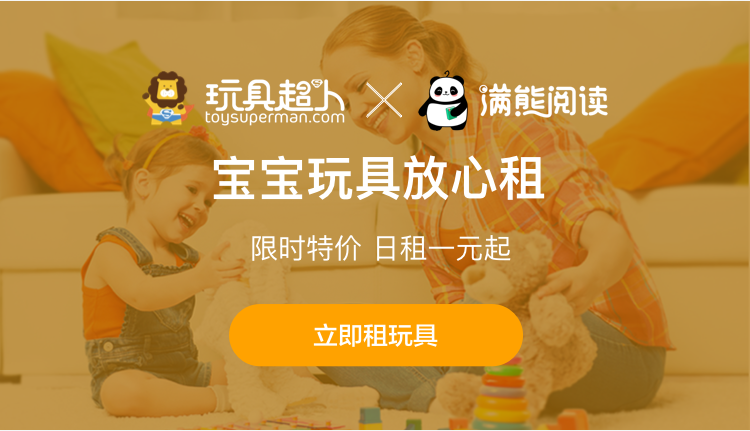 玩具超人
toysuperman.com
满熊阅读
宝宝玩具放心租
限时特价 日租一元起
立即租玩具